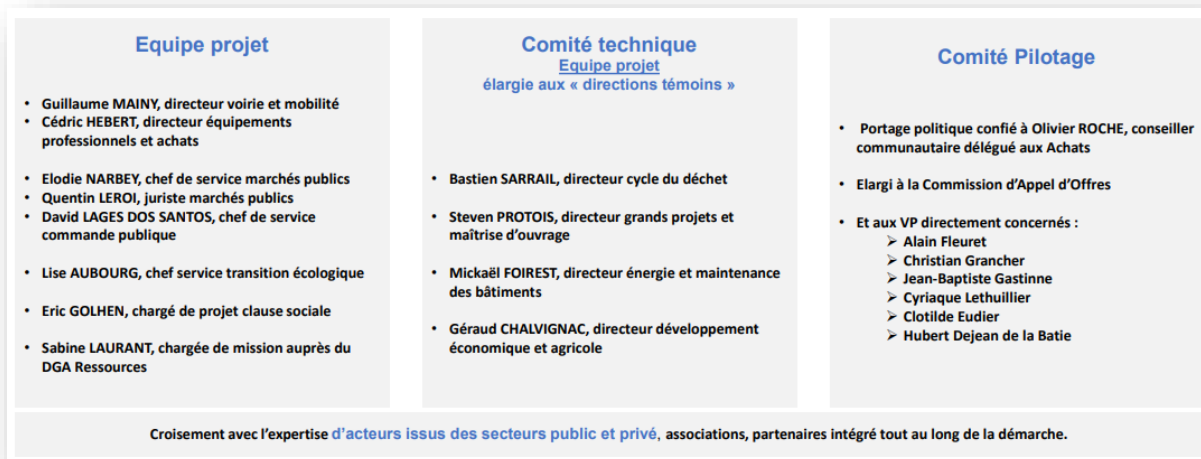 Equipe projet
• Guillaume MAINY, directeur voirie et mobilité
• Cédric HEBERT, directeur équipements
professionnels et achats
• Elodie NARBEY, chef de service marchés publics
• Quentin LEROI, juriste marchés publics
• David LAGES DOS SANTOS, chef de service
commande publique
• Lise AUBOURG, chef service transition écologique
• Eric GOLHEN, chargé de projet clause sociale
• Sabine LAURANT, chargée de mission auprès du
DGA Ressources
Comité technique
Equipe projet
élargie aux « directions témoins »
• Bastien SARRAIL, directeur cycle du déchet
• Steven PROTOIS, directeur grands projets et
maîtrise d'ouvrage
• Mickaël FOIREST, directeur énergie et maintenance
des bâtiments
• Géraud CHALVIGNAC, directeur développement
économique et agricole
Comité Pilotage
• Portage politique confié à Olivier ROCHE, conseiller
communautaire délégué aux Achats
• Elargi à la Commission d'Appel d'Offres
• Et aux VP directement concernés :
➢ Alain Fleuret
➢ Christian Grancher
➢ Jean-Baptiste Gastinne
➢ Cyriaque Lethuillier
➢ Clotilde Eudier
➢ Hubert Dejean de la Batie
Croisement avec l'expertise d'acteurs issus des secteurs public et privé, associations, partenaires intégré tout au long de la démarche.